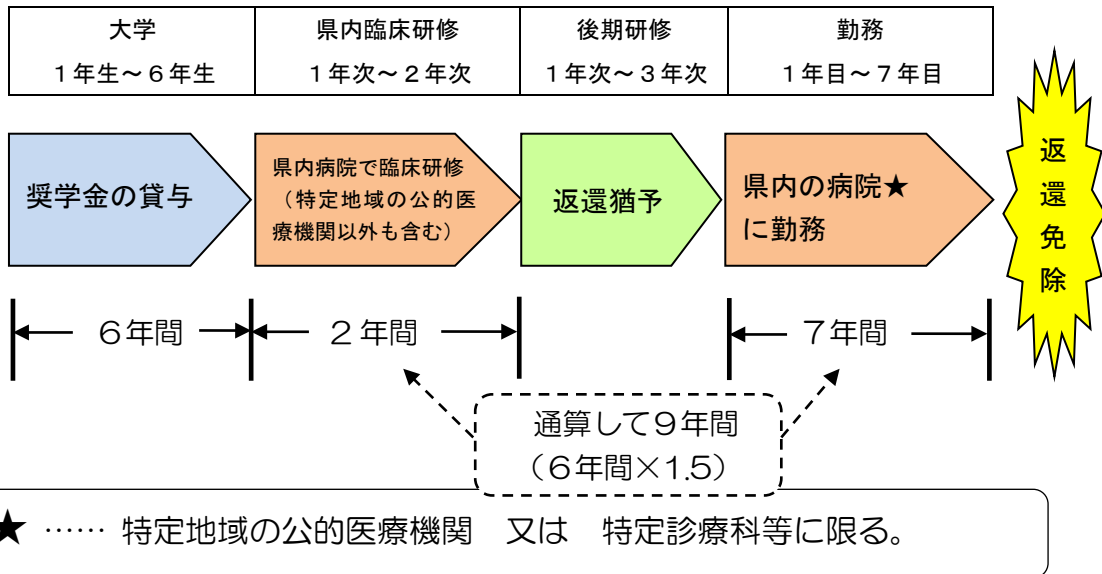 大学
１年生～６年生
県内臨床研修
１年次～２年次
後期研修
１年次～３年次
勤務
１年目～７年目
奨学金の貸与
県内病院で臨床研修
（特定地域の公的医
療機関以外も含む）
返還猶予
県内の病院★
に勤務
返還免除
６年間
２年間
７年間
通算して９年間
（６年間×1.5）
★ …… 特定地域の公的医療機関　又は　特定診療科等に限る。